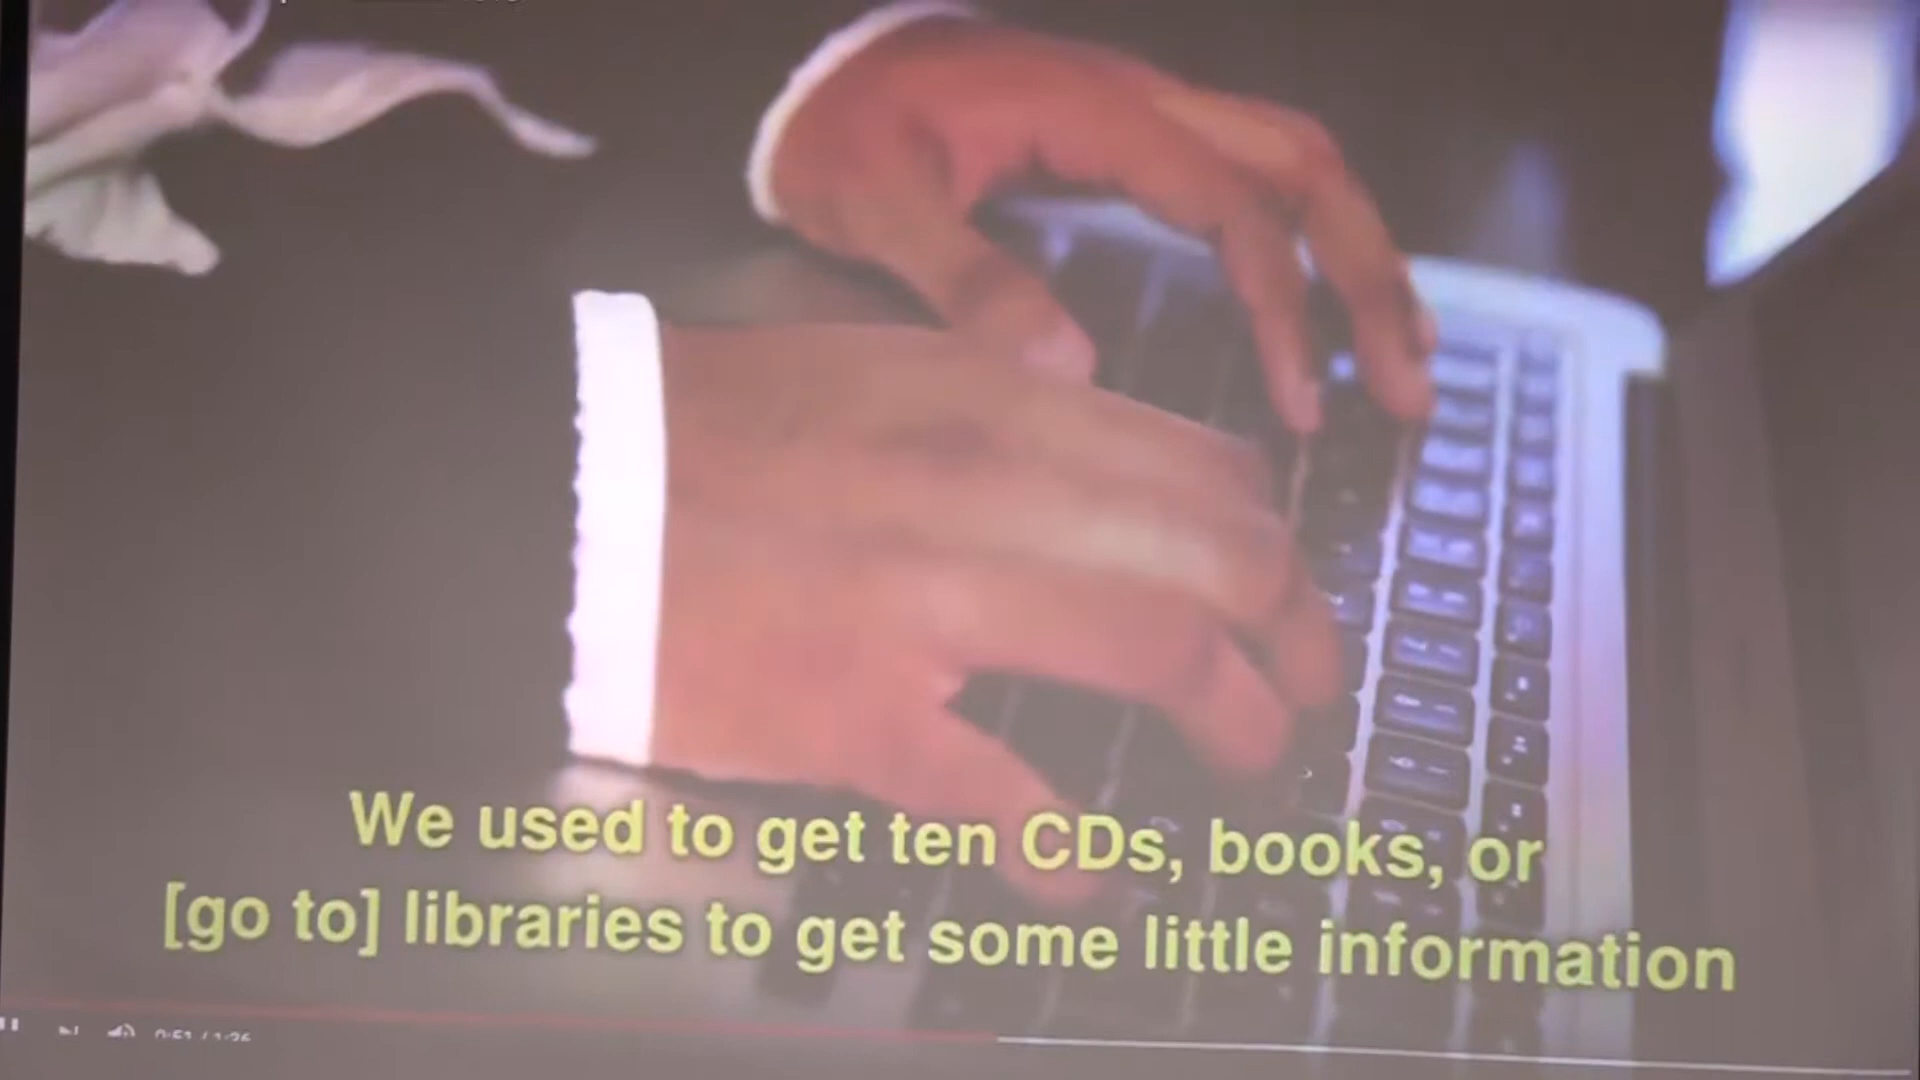 We used to get ten CDs, books, or
[go to] libraries to get some little information